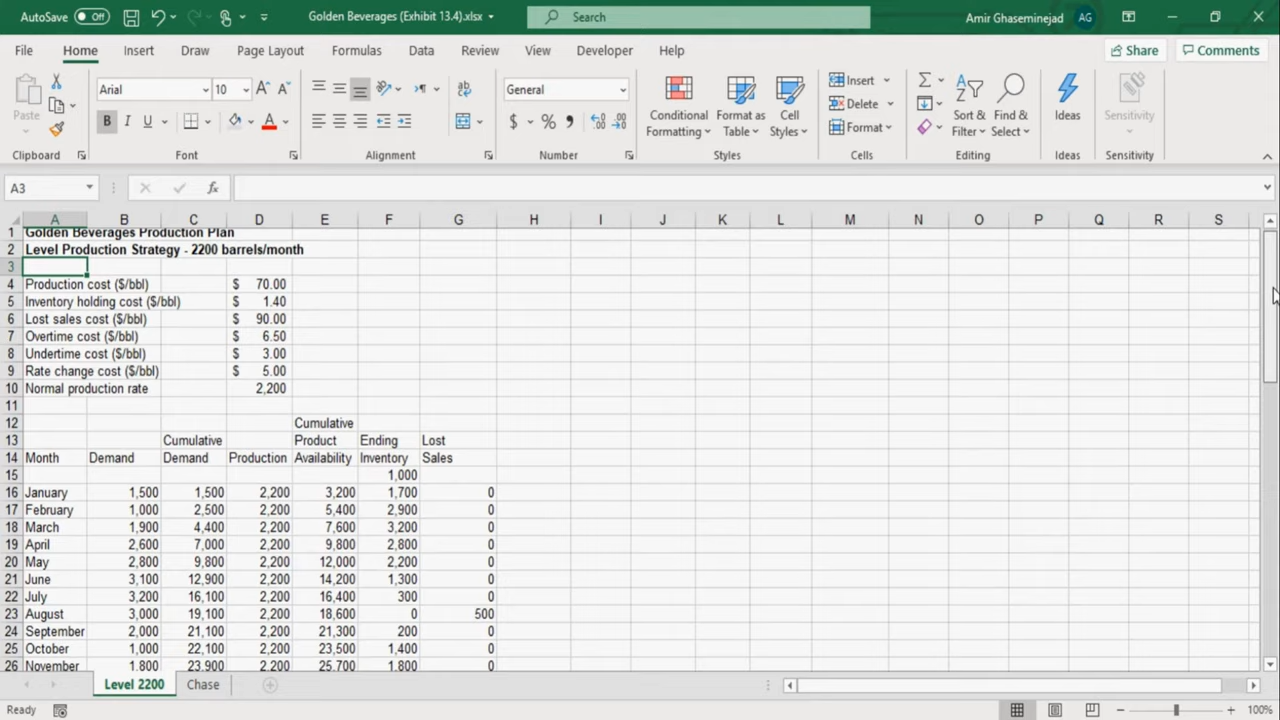 AutoSave Off Golden Beverages (Exhibit 13.4).xlsx Search Amir Ghaseminejad AG
File Home Insert Draw Page Layout Formulas Data Review View Developer Help Share Comments
Paste Arial 10 General Conditional Formatting Format as Table Cell Styles Insert Delete Format Sort & Filter Find & Select Ideas Sensitivity
B I U A $ % 
Clipboard Font Alignment Number Styles Cells Editing Ideas Sensitivity
A3 fx
A B C D E F G H I J K L M N O P Q R S
1 Golden Beverages Production Plan
2 Level Production Strategy - 2200 barrels/month
3
4 Production cost ($/bbl) $ 70.00
5 Inventory holding cost ($/bbl) $ 1.40
6 Lost sales cost ($/bbl) $ 90.00
7 Overtime cost ($/bbl) $ 6.50
8 Undertime cost ($/bbl) $ 3.00
9 Rate change cost ($/bbl) $ 5.00
10 Normal production rate 2,200
11
12 Cumulative
13 Cumulative Product Ending Lost
14 Month Demand Demand Production Availability Inventory Sales
15 1,000
16 January 1,500 1,500 2,200 3,200 1,700 0
17 February 1,000 2,500 2,200 5,400 2,900 0
18 March 1,900 4,400 2,200 7,600 3,200 0
19 April 2,600 7,000 2,200 9,800 2,800 0
20 May 2,800 9,800 2,200 12,000 2,200 0
21 June 3,100 12,900 2,200 14,200 1,300 0
22 July 3,200 16,100 2,200 16,400 300 0
23 August 3,000 19,100 2,200 18,600 0 500
24 September 2,000 21,100 2,200 21,300 200 0
25 October 1,000 22,100 2,200 23,500 1,400 0
26 November 1,800 23,900 2,200 25,700 1,800 0
Level 2200 Chase
Ready 100%